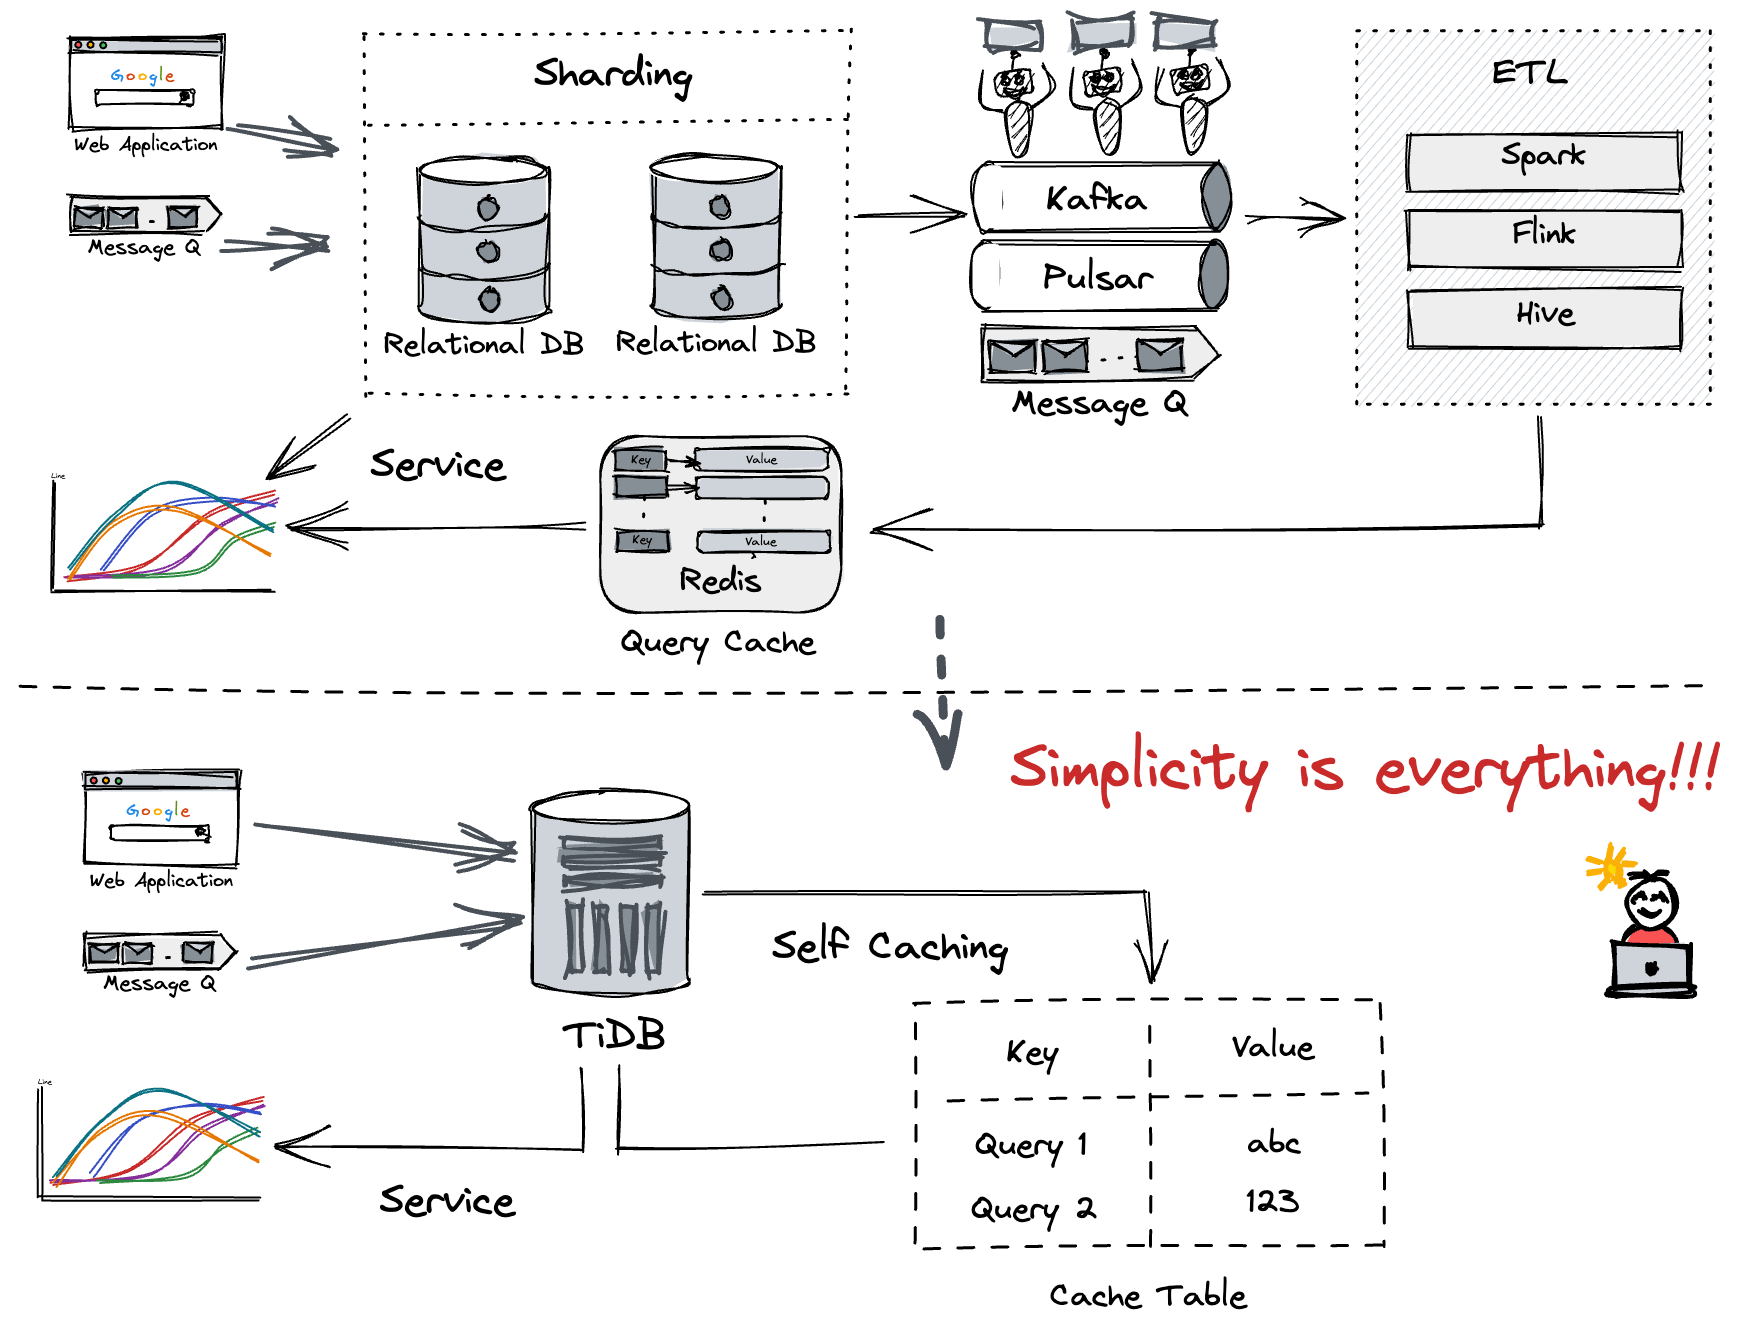 Google
Web Application
Message Q
Sharding
Relational DB
Relational DB
Kafka
Pulsar
Message Q
ETL
Spark
Flink
Hive
Line
Service
Key
Value
Key
Value
Redis
Query Cache
Simplicity is everything!!!
Google
Web Application
Message Q
TiDB
Self Caching
Key
Value
Query 1
abc
Query 2
123
Cache Table
Line
Service